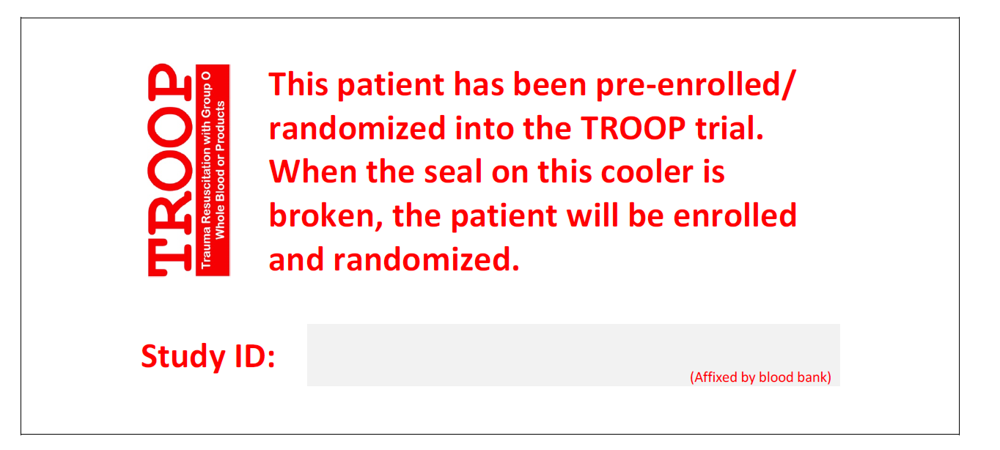 TROOP
Trauma Resuscitation with Group O
Whole Blood or Products
This patient has been pre-enrolled/
randomized into the TROOP trial.
When the seal on this cooler is
broken, the patient will be enrolled
and randomized.
Study ID:
(Affixed by blood bank)